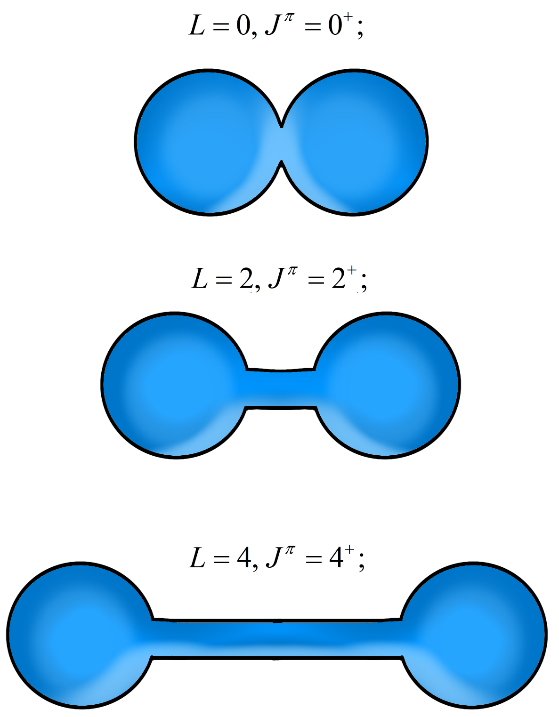 L = 0, J^π = 0⁺;
L = 2, J^π = 2⁺;
L = 4, J^π = 4⁺;